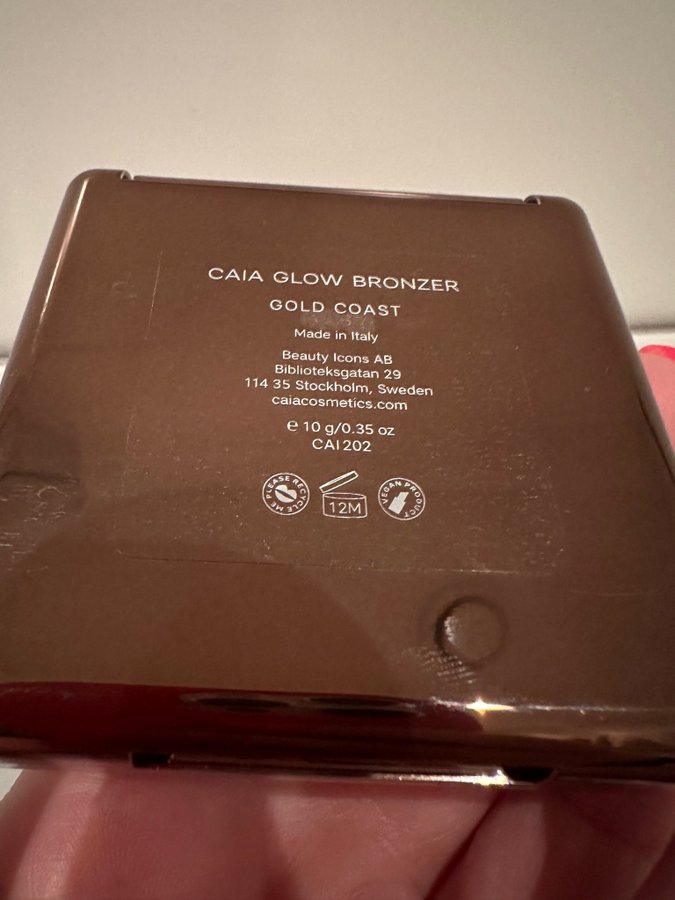 CAIA GLOW BRONZER
GOLD COAST
Made in Italy
Beauty Icons AB
Biblioteksgatan 29
114 35 Stockholm, Sweden
caiacosmetics.com
℮ 10 g/0.35 oz
CAI202
PLEASE RECYCLE ME
12M
VEGAN PRODUCT